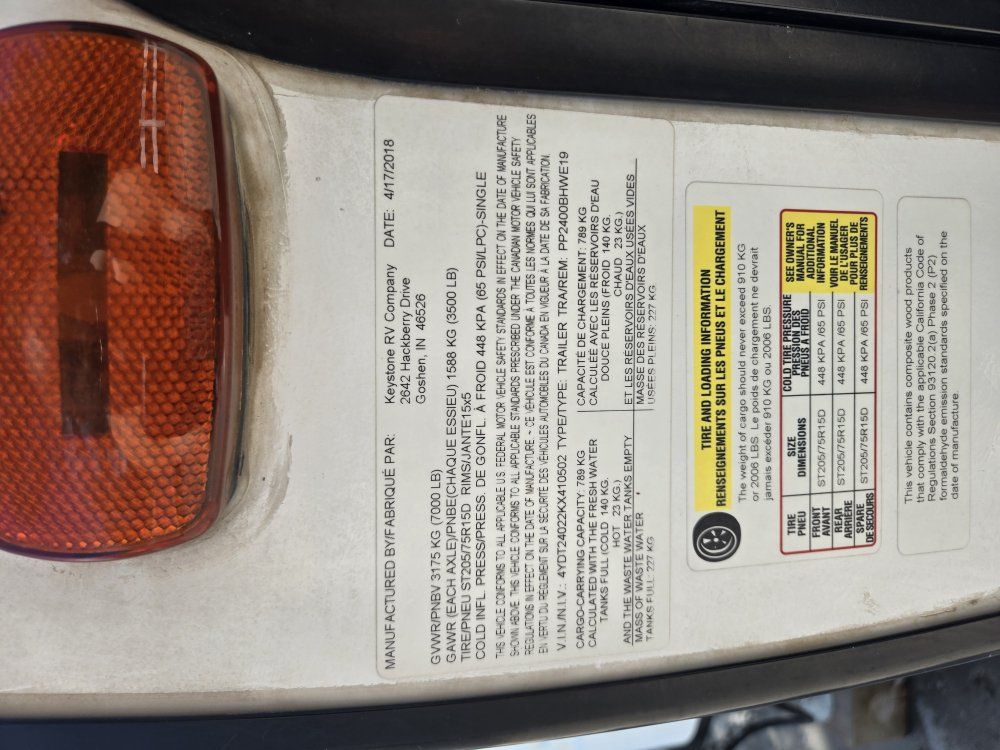 MANUFACTURED BY/FABRIQUÉ PAR: Keystone RV Company DATE: 4/17/2018
2642 Hackberry Drive
Goshen, IN 46526
GVWR/PNBV 3175 KG (7000 LB)
GAWR (EACH AXLE)/PNBE(CHAQUE ESSIEU) 1588 KG (3500 LB)
TIRE/PNEU ST205/75R15D RIMS/JANTE15x5
COLD INFL. PRESS/PRESS. DE GONFL. À FROID 448 KPA (65 PSI/LPC)-SINGLE
THIS VEHICLE CONFORMS TO ALL APPLICABLE U.S. FEDERAL MOTOR VEHICLE SAFETY STANDARDS IN EFFECT ON THE DATE OF MANUFACTURE
SHOWN ABOVE. THIS VEHICLE CONFORMS TO ALL APPLICABLE STANDARDS PRESCRIBED UNDER THE CANADIAN MOTOR VEHICLE SAFETY
REGULATIONS IN EFFECT ON THE DATE OF MANUFACTURE - CE VÉHICULE EST CONFORME À TOUTES LES NORMES QUI LUI SONT APPLICABLES
EN VERTU DU RÈGLEMENT SUR LA SÉCURITÉ DES VÉHICULES AUTOMOBILES DU CANADA EN VIGUEUR À LA DATE DE SA FABRICATION.
V.I.N./N.I.V.: 4YDT24022KX410502 TYPE/TYPE: TRAILER TRA/REM: PP2400BHWE19
CARGO-CARRYING CAPACITY: 789 KG
CALCULATED WITH THE FRESH WATER
TANKS FULL (COLD 140 KG.
HOT 23 KG.)
AND THE WASTE WATER TANKS EMPTY
MASS OF WASTE WATER
TANKS FULL: 227 KG
CAPACITÉ DE CHARGEMENT: 789 KG
CALCULÉE AVEC LES RÉSERVOIRS D'EAU
DOUCE PLEINS (FROID 140 KG.
CHAUD 23 KG.)
ET LES RÉSERVOIRS D'EAUX USÉES VIDES
MASSE DES RÉSERVOIRS D'EAUX
USÉES PLEINS: 227 KG
TIRE AND LOADING INFORMATION
RENSEIGNEMENTS SUR LES PNEUS ET LE CHARGEMENT
The weight of cargo should never exceed 910 KG
or 2006 LBS. Le poids de chargement ne devrait
jamais excéder 910 KG ou 2006 LBS.
TIRE
PNEU
SIZE
DIMENSIONS
COLD TIRE PRESSURE
PRESSION DES
PNEUS À FROID
SEE OWNER'S
MANUAL FOR
ADDITIONAL
INFORMATION
VOIR LE MANUEL
DE L'USAGER
POUR PLUS DE
RENSEIGNEMENTS
FRONT
AVANT
ST205/75R15D 448 KPA /65 PSI
REAR
ARRIÈRE
ST205/75R15D 448 KPA /65 PSI
SPARE
DE SECOURS
ST205/75R15D 448 KPA /65 PSI
This vehicle contains composite wood products
that comply with the applicable California Code of
Regulations Section 93120.2(a) Phase 2 (P2)
formaldehyde emission standards specified on the
date of manufacture.